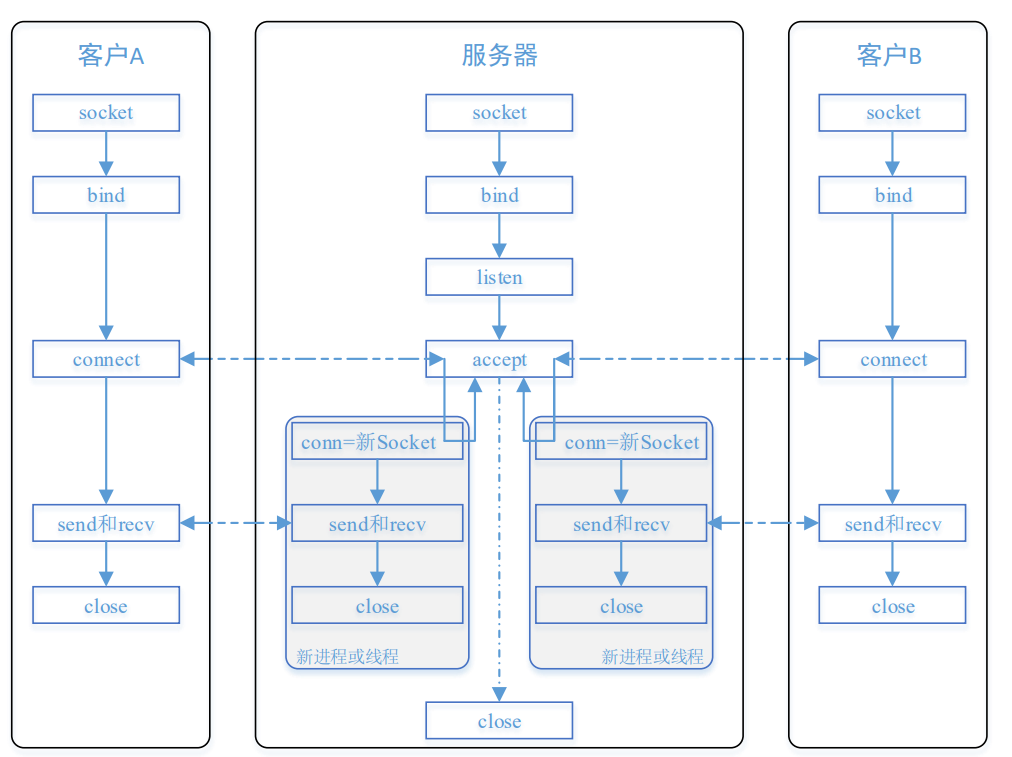 客户A
socket
bind
connect
send和recv
close
服务器
socket
bind
listen
accept
conn=新Socket
send和recv
close
新进程或线程
conn=新Socket
send和recv
close
新进程或线程
close
客户B
socket
bind
connect
send和recv
close